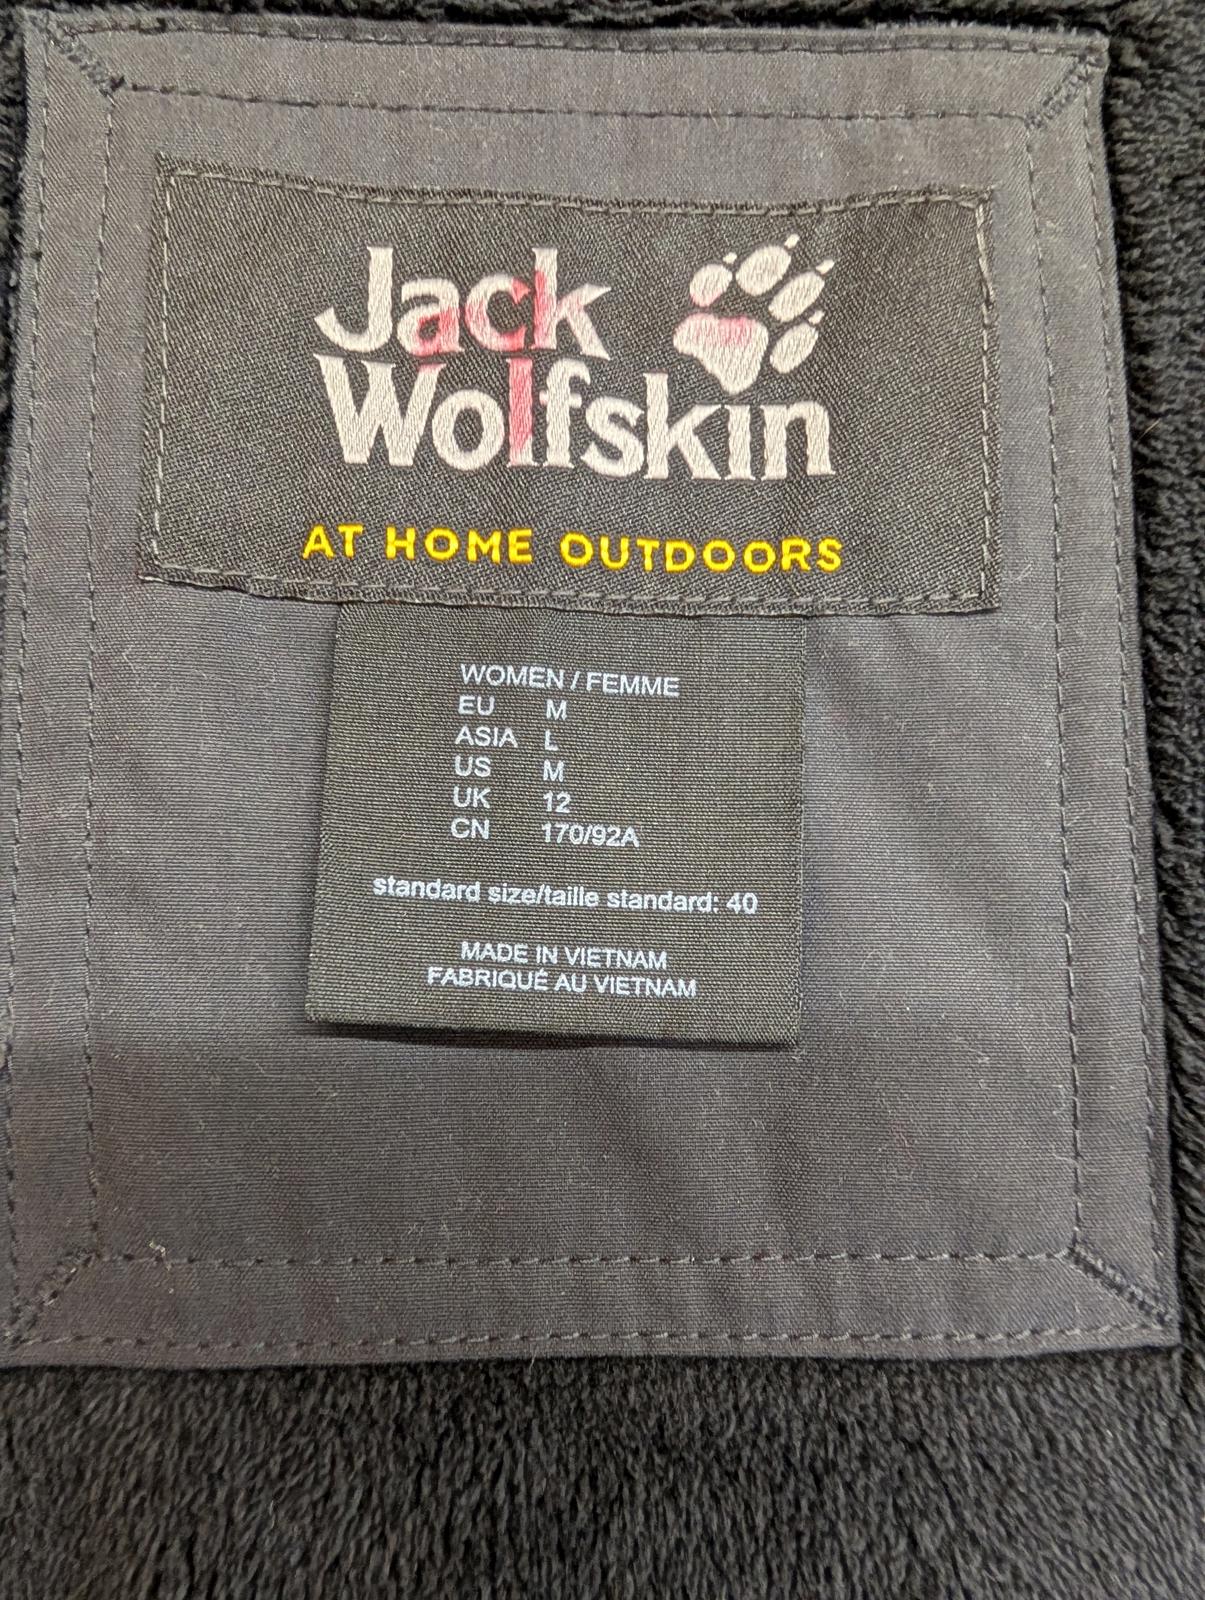 Jack
Wolfskin
AT HOME OUTDOORS
WOMEN / FEMME
EU M
ASIA L
US M
UK 12
CN 170/92A
standard size/taille standard: 40
MADE IN VIETNAM
FABRIQUÉ AU VIETNAM